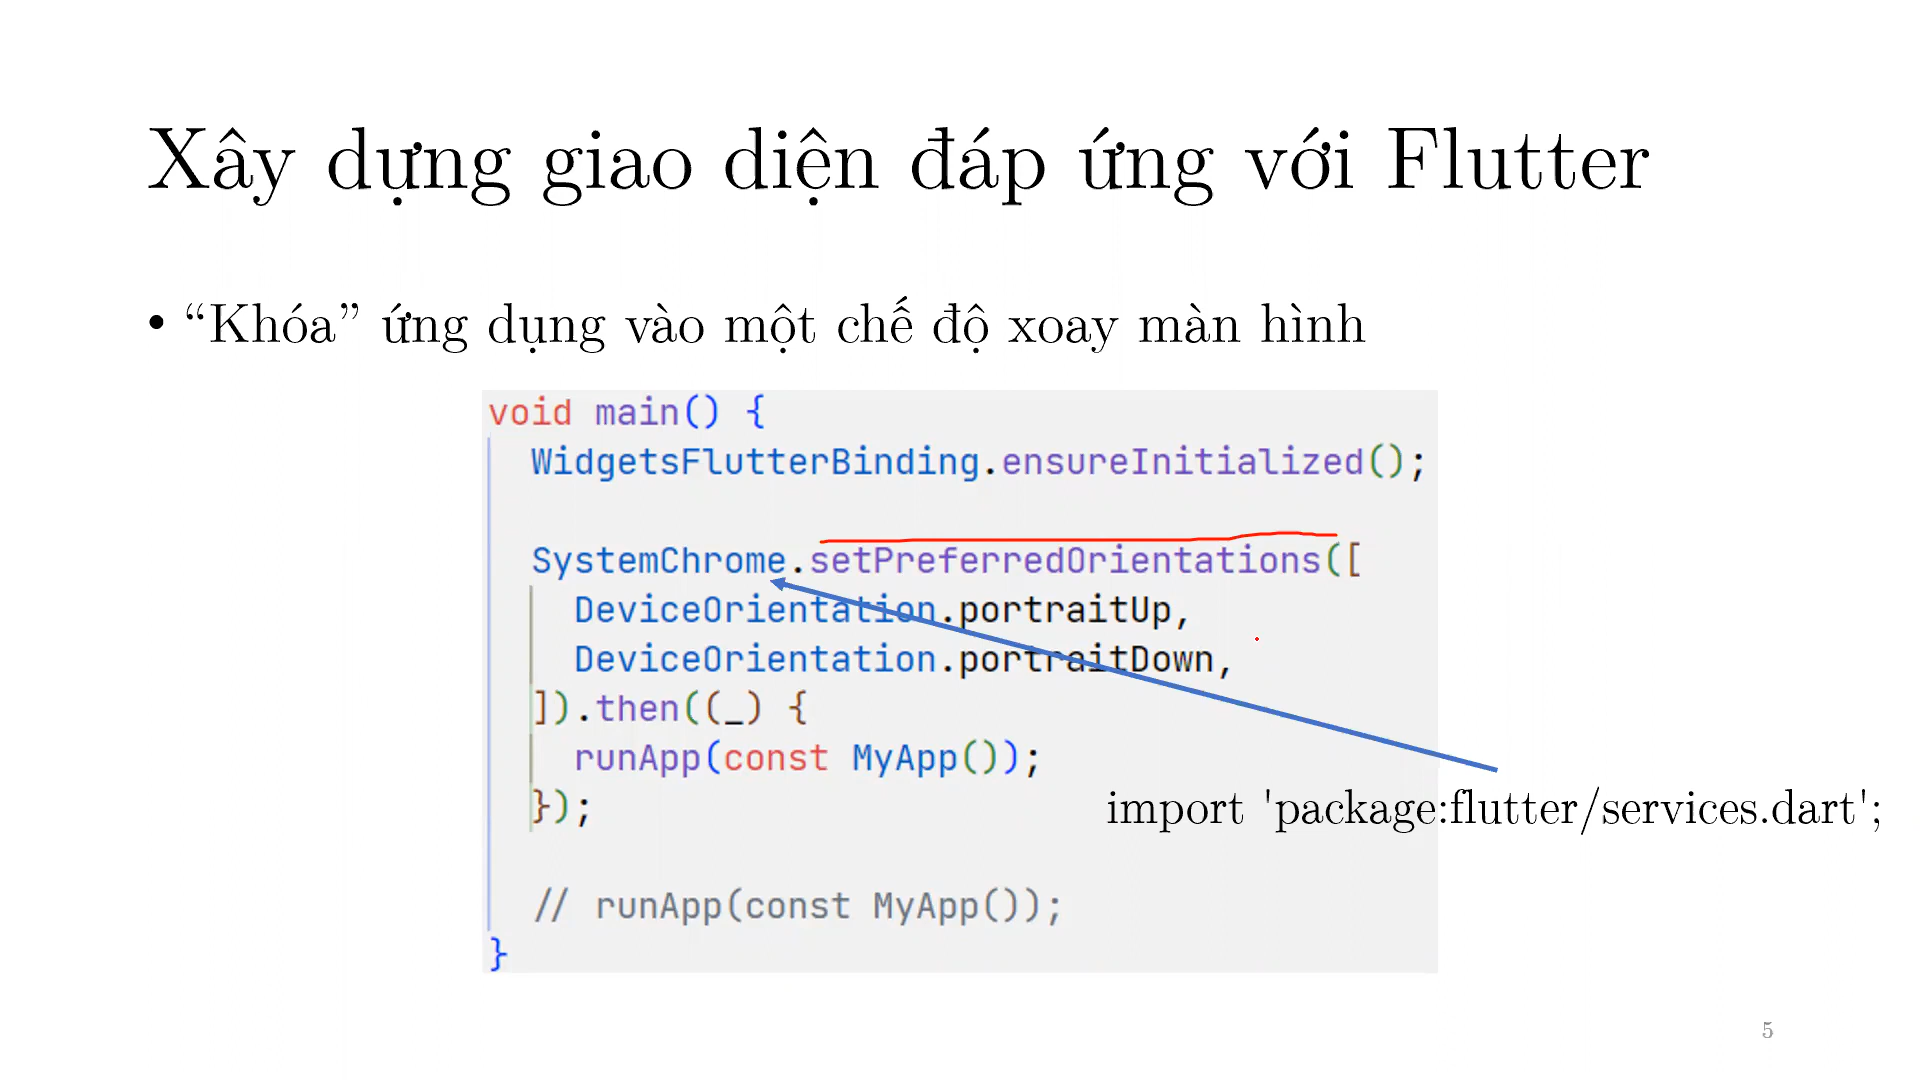 Xây dựng giao diện đáp ứng với Flutter
• “Khóa” ứng dụng vào một chế độ xoay màn hình
void main() {
WidgetsFlutterBinding.ensureInitialized();
SystemChrome.setPreferredOrientations([
DeviceOrientation.portraitUp,
DeviceOrientation.portraitDown,
]).then((_) {
runApp(const MyApp());
});
import 'package:flutter/services.dart';
// runApp(const MyApp());
}
5